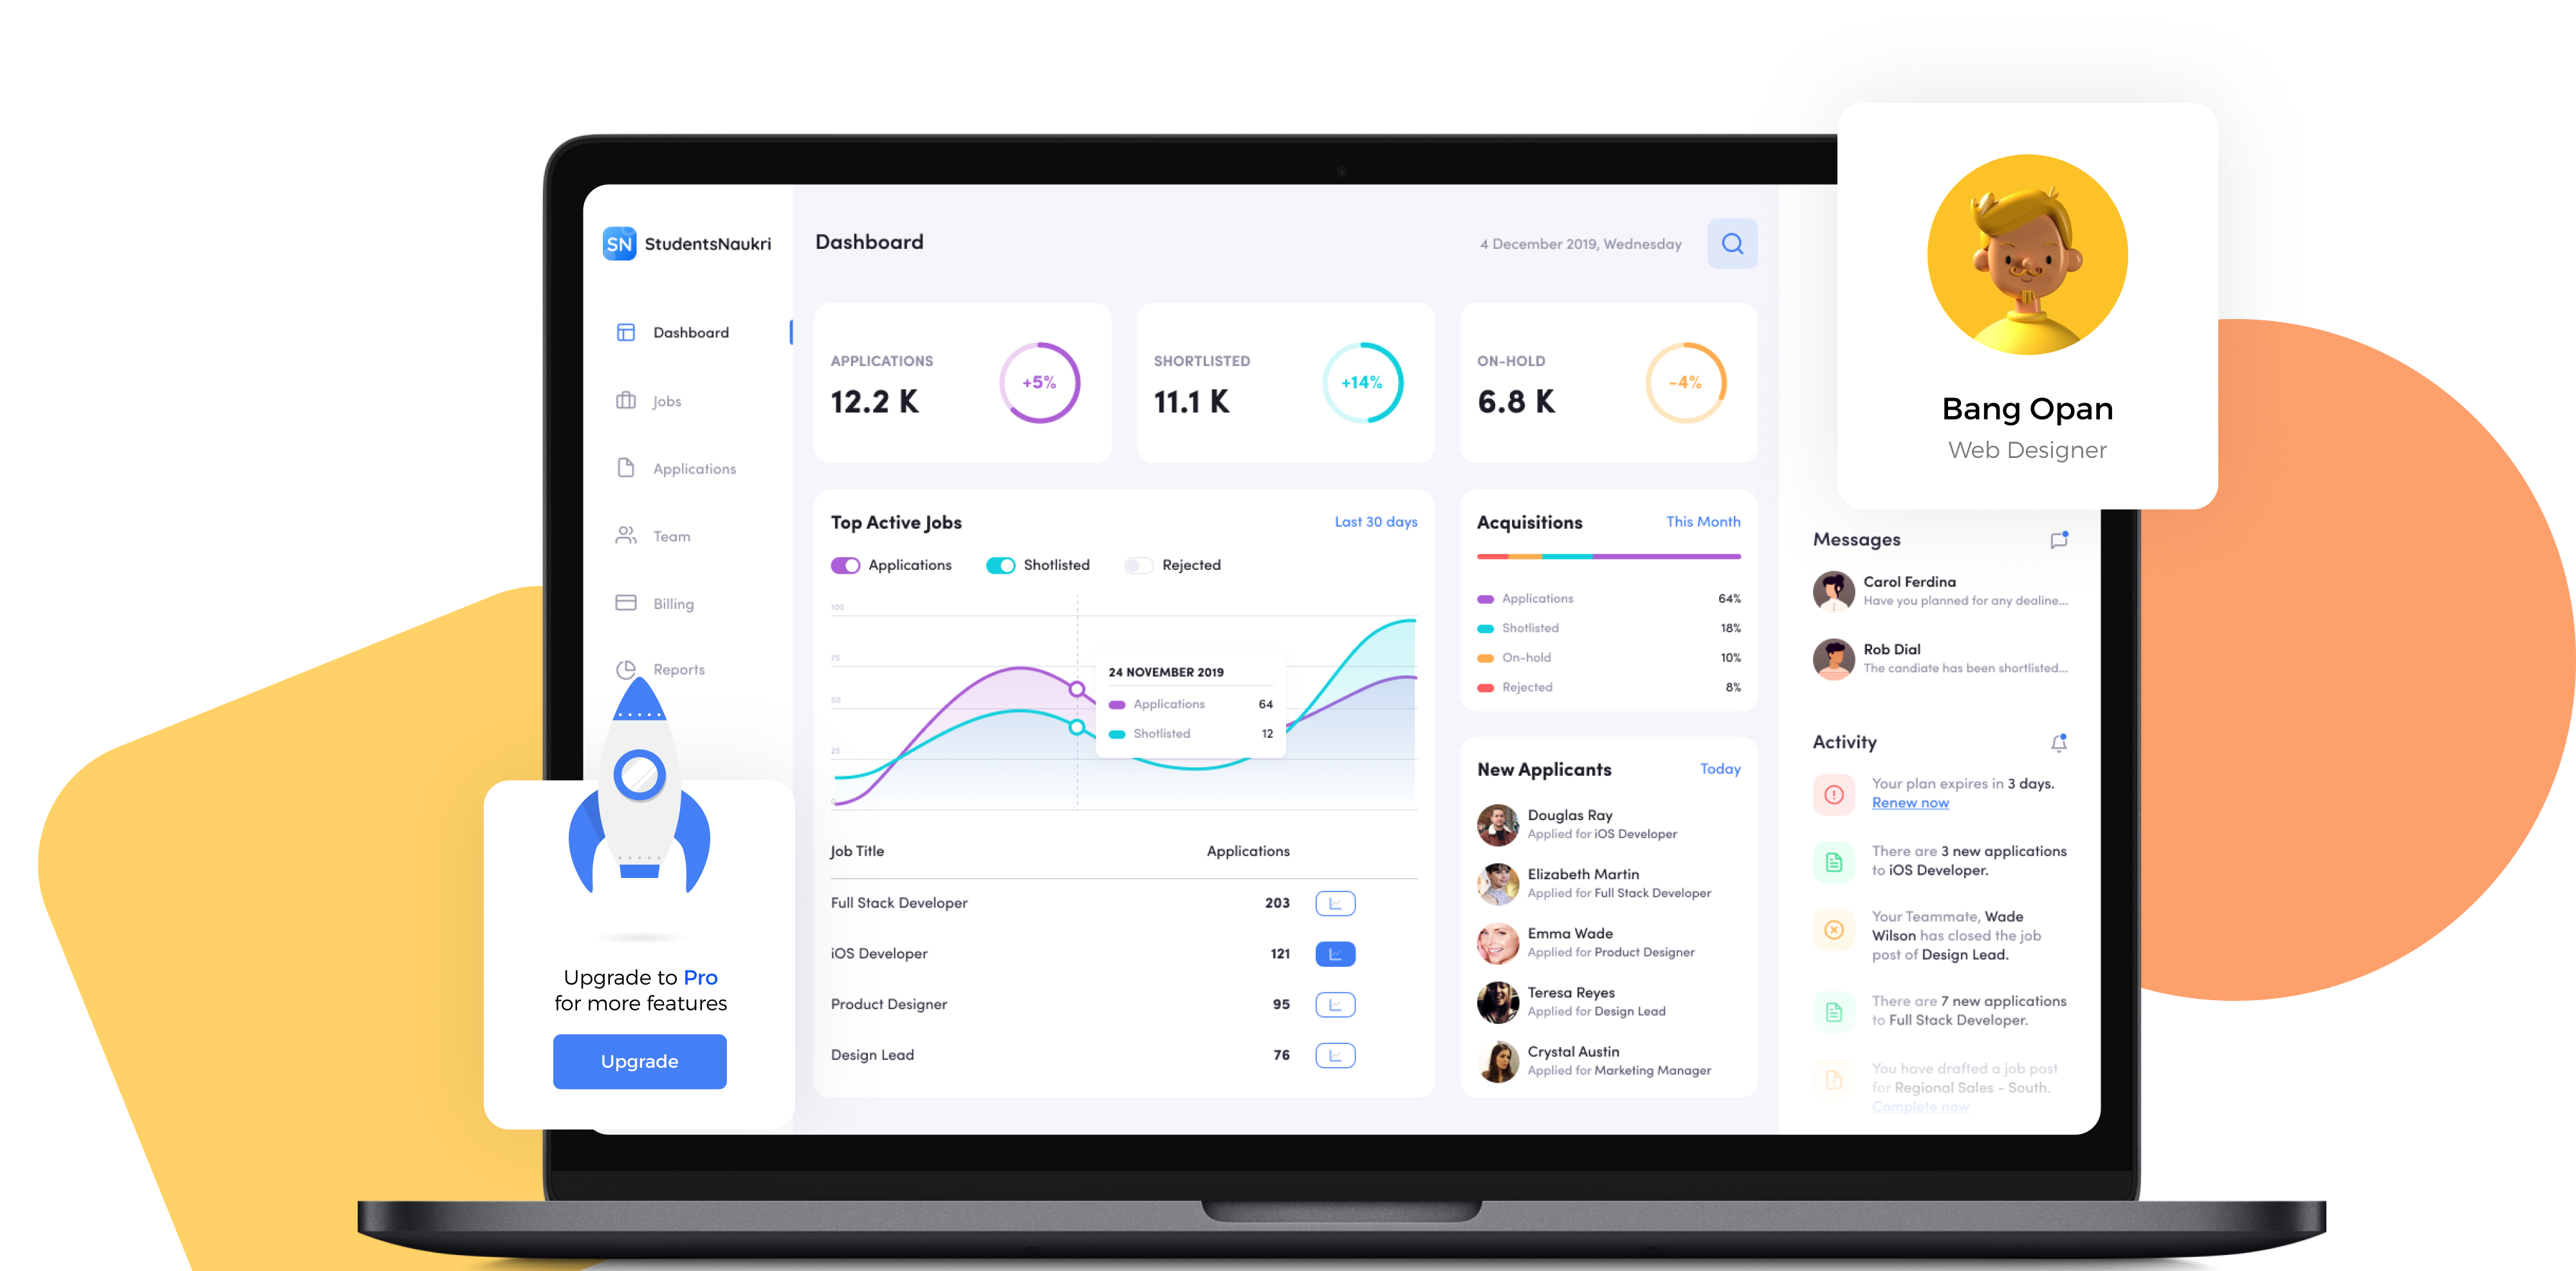 SN StudentsNaukri
Dashboard
Jobs
Applications
Team
Billing
Reports
Upgrade to Pro
for more features
Upgrade
Dashboard
4 December 2019, Wednesday
APPLICATIONS
12.2 K
+5%
SHORTLISTED
11.1 K
+14%
ON-HOLD
6.8 K
-4%
Top Active Jobs
Last 30 days
Applications
Shotlisted
Rejected
100
75
50
25
0
24 NOVEMBER 2019
Applications 64
Shotlisted 12
Job Title Applications
Full Stack Developer 203
iOS Developer 121
Product Designer 95
Design Lead 76
Acquisitions
This Month
Applications 64%
Shotlisted 18%
On-hold 10%
Rejected 8%
New Applicants
Today
Douglas Ray
Applied for iOS Developer
Elizabeth Martin
Applied for Full Stack Developer
Emma Wade
Applied for Product Designer
Teresa Reyes
Applied for Design Lead
Crystal Austin
Applied for Marketing Manager
Bang Opan
Web Designer
Messages
Carol Ferdina
Have you planned for any dealine...
Rob Dial
The candiate has been shortlisted...
Activity
Your plan expires in 3 days.
Renew now
There are 3 new applications
to iOS Developer.
Your Teammate, Wade
Wilson has closed the job
post of Design Lead.
There are 7 new applications
to Full Stack Developer.
You have drafted a job post
for Regional Sales - South.
Complete now